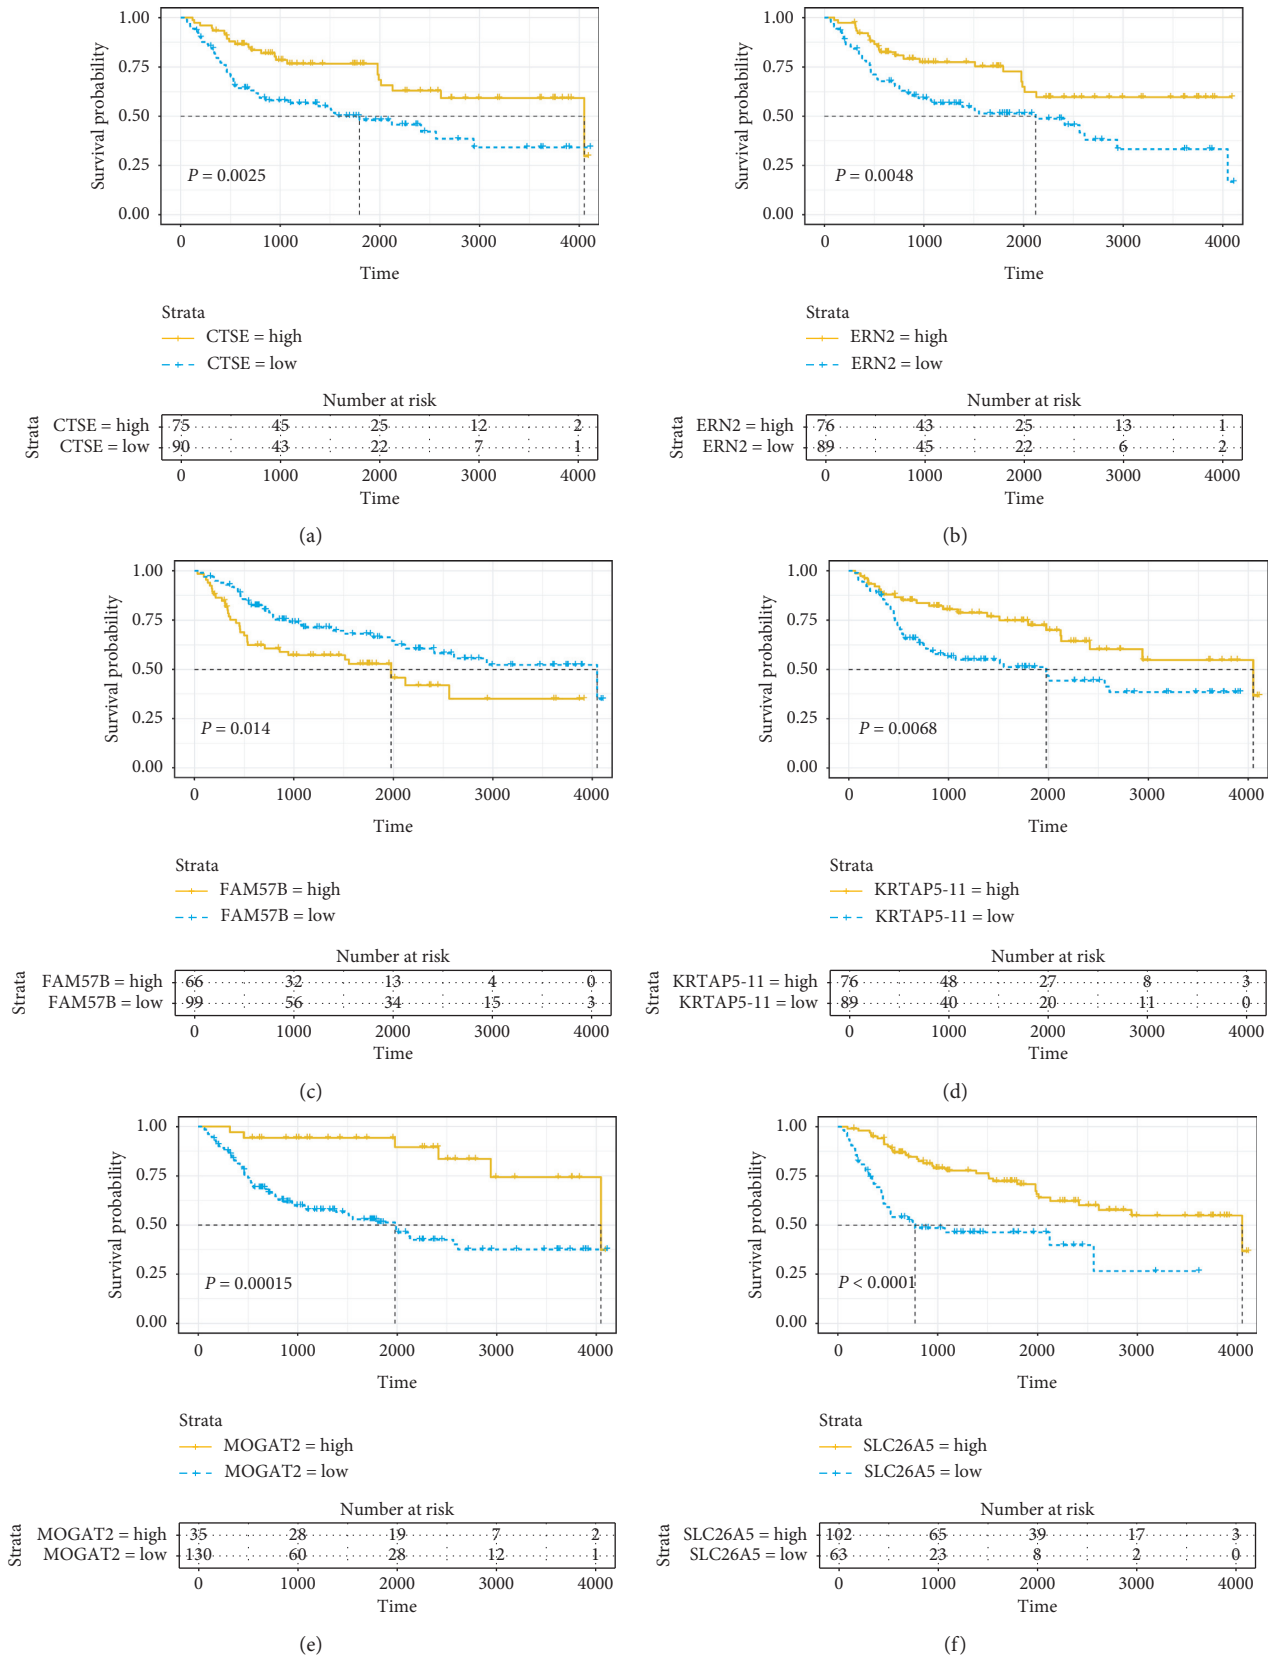 1.00
0.75
0.50
0.25
0.00
Survival probability
P = 0.0025
0 1000 2000 3000 4000
Time
Strata
CTSE = high
CTSE = low
Number at risk
Strata
CTSE = high 75 45 25 12 2
CTSE = low 90 43 22 7 1
0 1000 2000 3000 4000
Time
(a)
1.00
0.75
0.50
0.25
0.00
Survival probability
P = 0.0048
0 1000 2000 3000 4000
Time
Strata
ERN2 = high
ERN2 = low
Number at risk
Strata
ERN2 = high 76 43 25 13 1
ERN2 = low 89 45 22 6 2
0 1000 2000 3000 4000
Time
(b)
1.00
0.75
0.50
0.25
0.00
Survival probability
P = 0.014
0 1000 2000 3000 4000
Time
Strata
FAM57B = high
FAM57B = low
Number at risk
Strata
FAM57B = high 66 32 13 4 0
FAM57B = low 99 56 34 15 3
0 1000 2000 3000 4000
Time
(c)
1.00
0.75
0.50
0.25
0.00
Survival probability
P = 0.0068
0 1000 2000 3000 4000
Time
Strata
KRTAP5-11 = high
KRTAP5-11 = low
Number at risk
Strata
KRTAP5-11 = high 76 48 27 8 3
KRTAP5-11 = low 89 40 20 11 0
0 1000 2000 3000 4000
Time
(d)
1.00
0.75
0.50
0.25
0.00
Survival probability
P = 0.00015
0 1000 2000 3000 4000
Time
Strata
MOGAT2 = high
MOGAT2 = low
Number at risk
Strata
MOGAT2 = high 35 28 19 7 2
MOGAT2 = low 130 60 28 12 1
0 1000 2000 3000 4000
Time
(e)
1.00
0.75
0.50
0.25
0.00
Survival probability
P < 0.0001
0 1000 2000 3000 4000
Time
Strata
SLC26A5 = high
SLC26A5 = low
Number at risk
Strata
SLC26A5 = high 102 65 39 17 3
SLC26A5 = low 63 23 8 2 0
0 1000 2000 3000 4000
Time
(f)